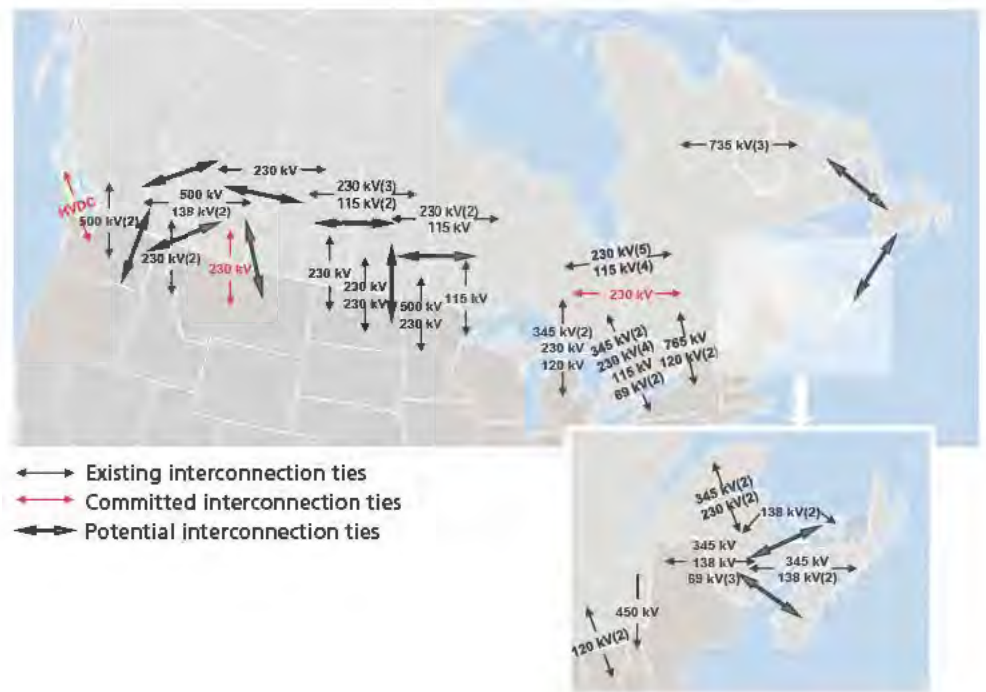 735 kV(3)
230 kV
230 kV(3)
115 kV(2)
500 kV
138 kV(2)
HVDC
500 kV(2)
230 kV(2)
115 kV
230 kV(2)
230 kV
230 kV
230 kV
230 kV
500 kV
230 kV
115 kV
230 kV(5)
115 kV(4)
230 kV
345 kV(2)
230 kV
120 kV
345 kV(2)
230 kV(4)
115 kV
69 kV(2)
765 kV
120 kV(2)
Existing interconnection ties
Committed interconnection ties
Potential interconnection ties
345 kV(2)
230 kV(2)
138 kV(2)
345 kV
138 kV
69 kV(3)
345 kV
138 kV(2)
450 kV
120 kV(2)